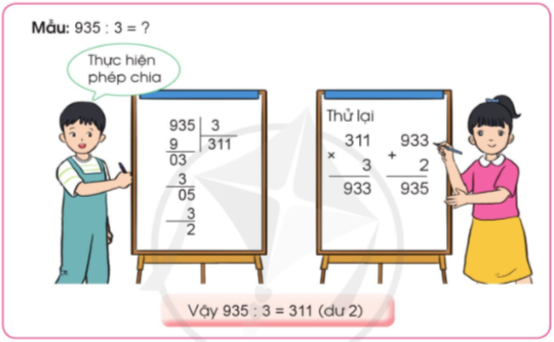 Mẫu: 935 : 3 = ?
Thực hiện
phép chia
935 3
9 311
03
3
05
3
2
Thử lại
311 933
× +
3 2
933 935
Vậy 935 : 3 = 311 (dư 2)